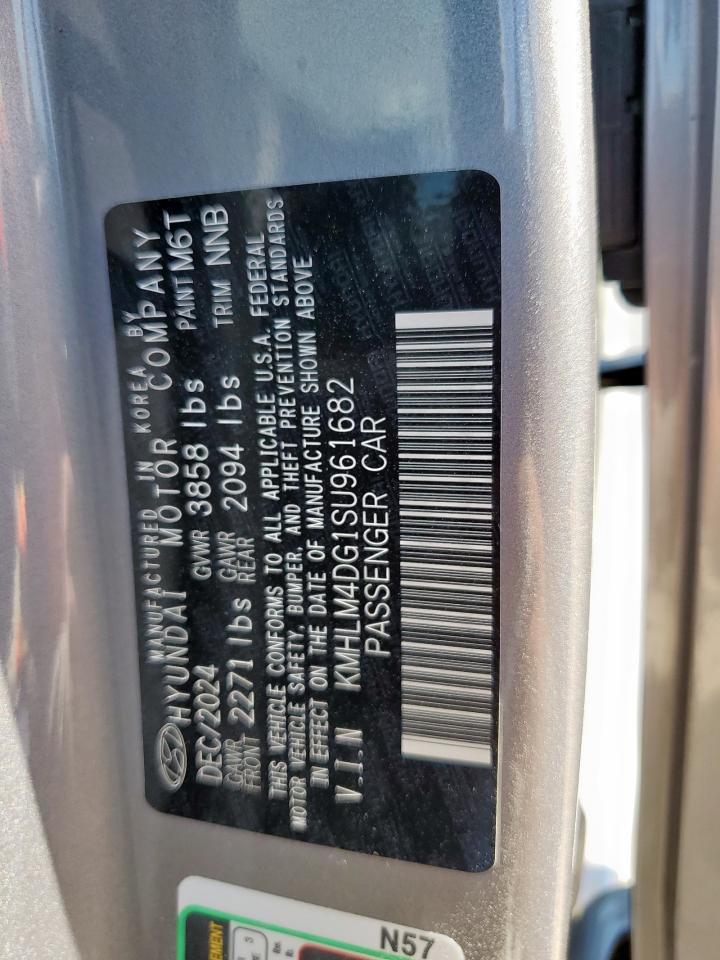 MANUFACTURED IN KOREA BY
HYUNDAI MOTOR COMPANY
DEC/2024 GVWR 3858 lbs PAINT M6T
GAWR FRONT 2271 lbs GAWR REAR 2094 lbs TRIM NNB
THIS VEHICLE CONFORMS TO ALL APPLICABLE U.S.A. FEDERAL
MOTOR VEHICLE SAFETY, BUMPER, AND THEFT PREVENTION STANDARDS
IN EFFECT ON THE DATE OF MANUFACTURE SHOWN ABOVE
V.I.N KMHLM4DG1SU961682
PASSENGER CAR
N57